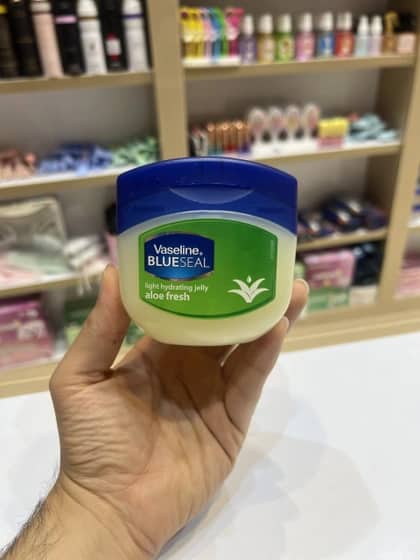 Vaseline®
BLUESEAL
light hydrating jelly
aloe fresh